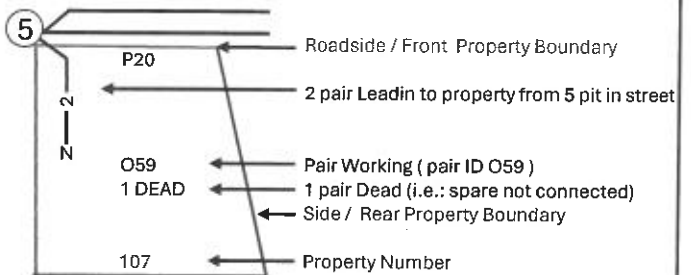 5
P20
Roadside / Front Property Boundary
2
2 pair Leadin to property from 5 pit in street
2
O59
Pair Working ( pair ID O59 )
1 DEAD
1 pair Dead (i.e.: spare not connected)
Side / Rear Property Boundary
107
Property Number